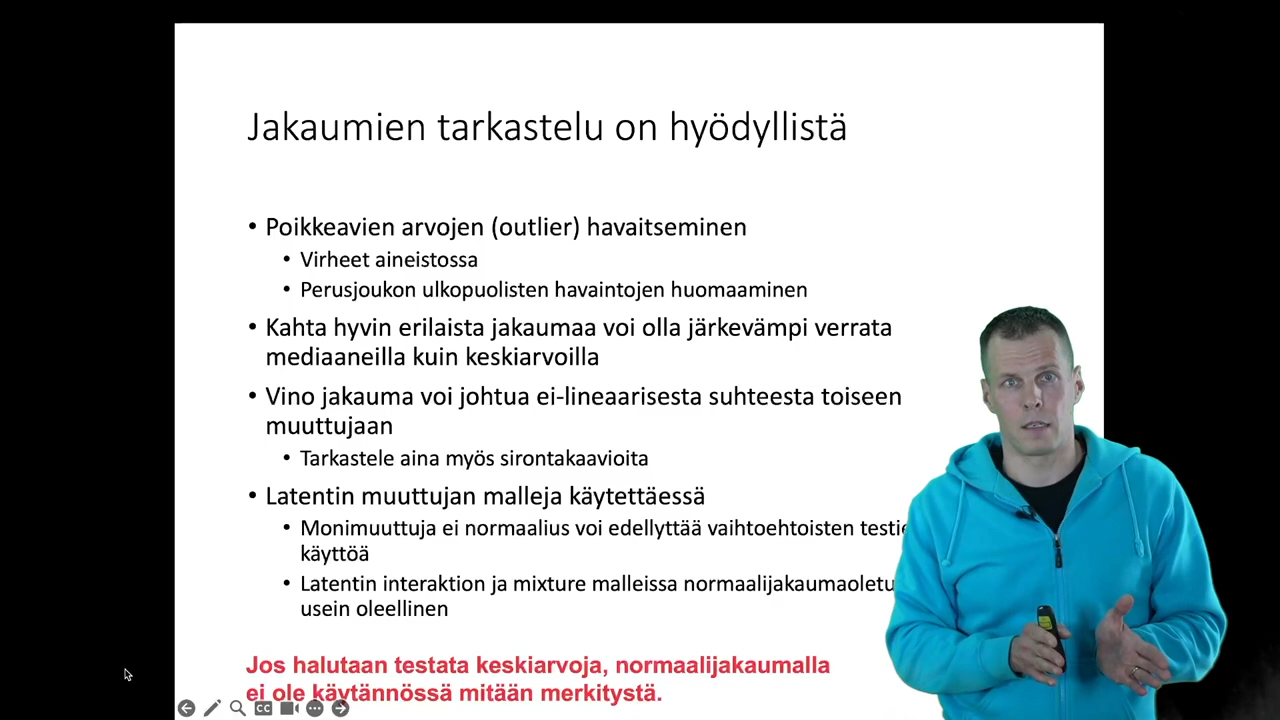 Jakaumien tarkastelu on hyödyllistä
• Poikkeavien arvojen (outlier) havaitseminen
• Virheet aineistossa
• Perusjoukon ulkopuolisten havaintojen huomaaminen
• Kahta hyvin erilaista jakaumaa voi olla järkevämpi verrata
mediaaneilla kuin keskiarvoilla
• Vino jakauma voi johtua ei-lineaarisesta suhteesta toiseen
muuttujaan
• Tarkastele aina myös sirontakaavioita
• Latentin muuttujan malleja käytettäessä
• Monimuuttuja ei normaalius voi edellyttää vaihtoehtoisten
käyttöä
• Latentin interaktion ja mixture malleissa
usein oleellinen
Jos halutaan testata keskiarvoja, normaalijakaumalla
ei ole käytännössä mitään merkitystä.
CC